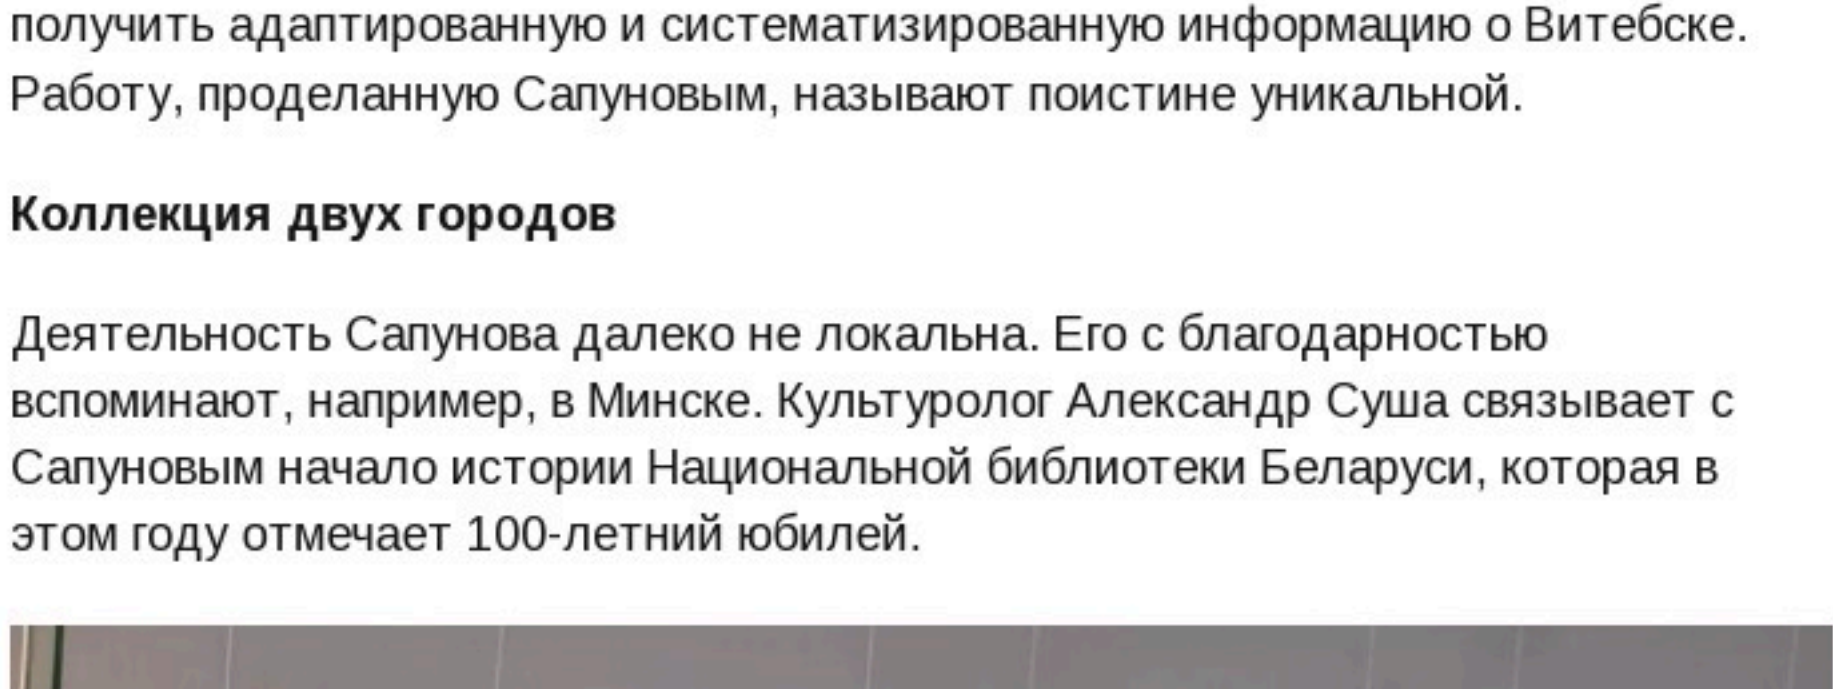 получить адаптированную и систематизированную информацию о Витебске.
Работу, проделанную Сапуновым, называют поистине уникальной.
Коллекция двух городов
Деятельность Сапунова далеко не локальна. Его с благодарностью
вспоминают, например, в Минске. Культуролог Александр Суша связывает с
Сапуновым начало истории Национальной библиотеки Беларуси, которая в
этом году отмечает 100-летний юбилей.